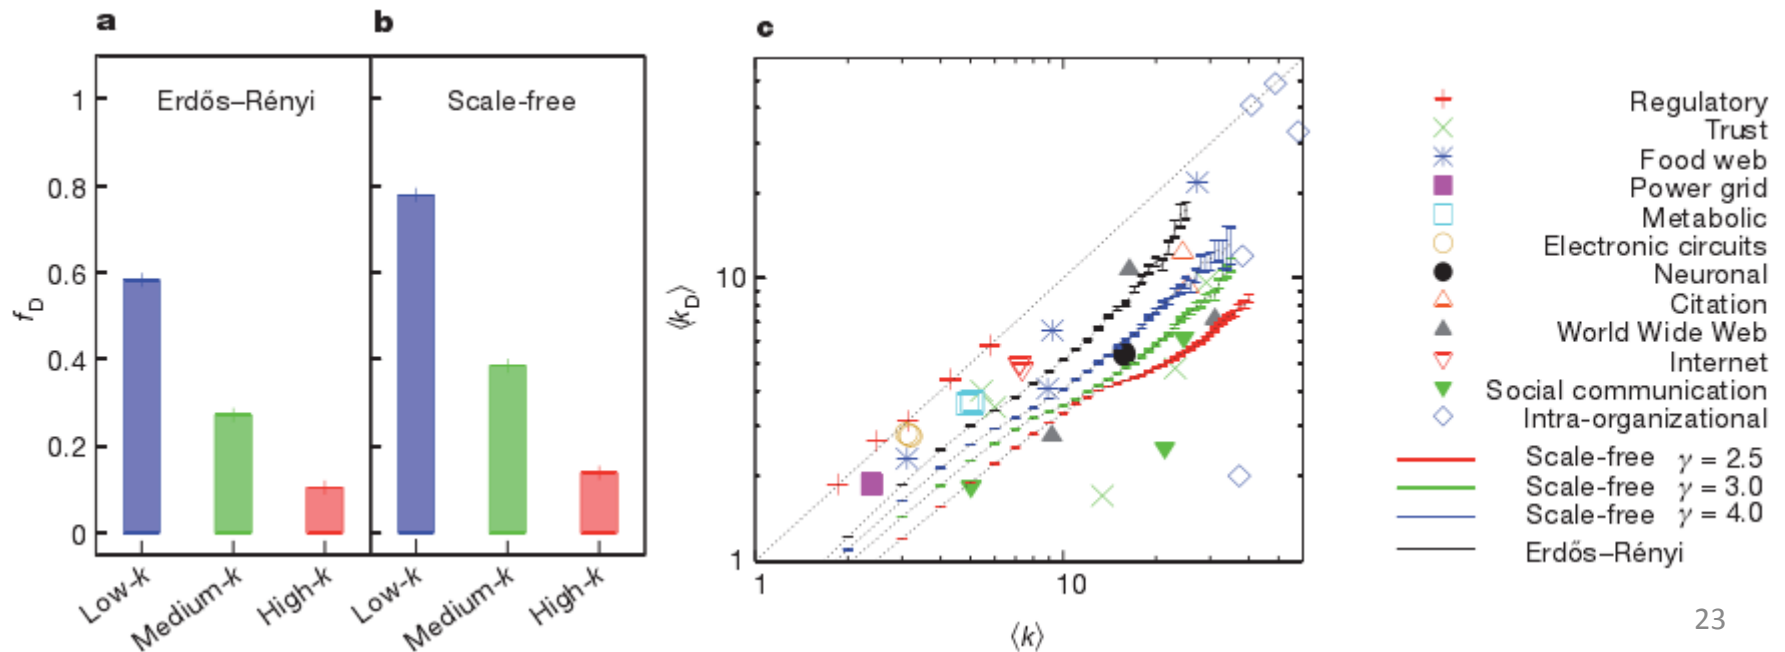 a
b
c
Erdős–Rényi
Scale-free
1
0.8
0.6
0.4
0.2
0
f_D
Low-k
Medium-k
High-k
Low-k
Medium-k
High-k
⟨k_D⟩
10
1
1
10
⟨k⟩
Regulatory
Trust
Food web
Power grid
Metabolic
Electronic circuits
Neuronal
Citation
World Wide Web
Internet
Social communication
Intra-organizational
Scale-free γ = 2.5
Scale-free γ = 3.0
Scale-free γ = 4.0
Erdős–Rényi
23